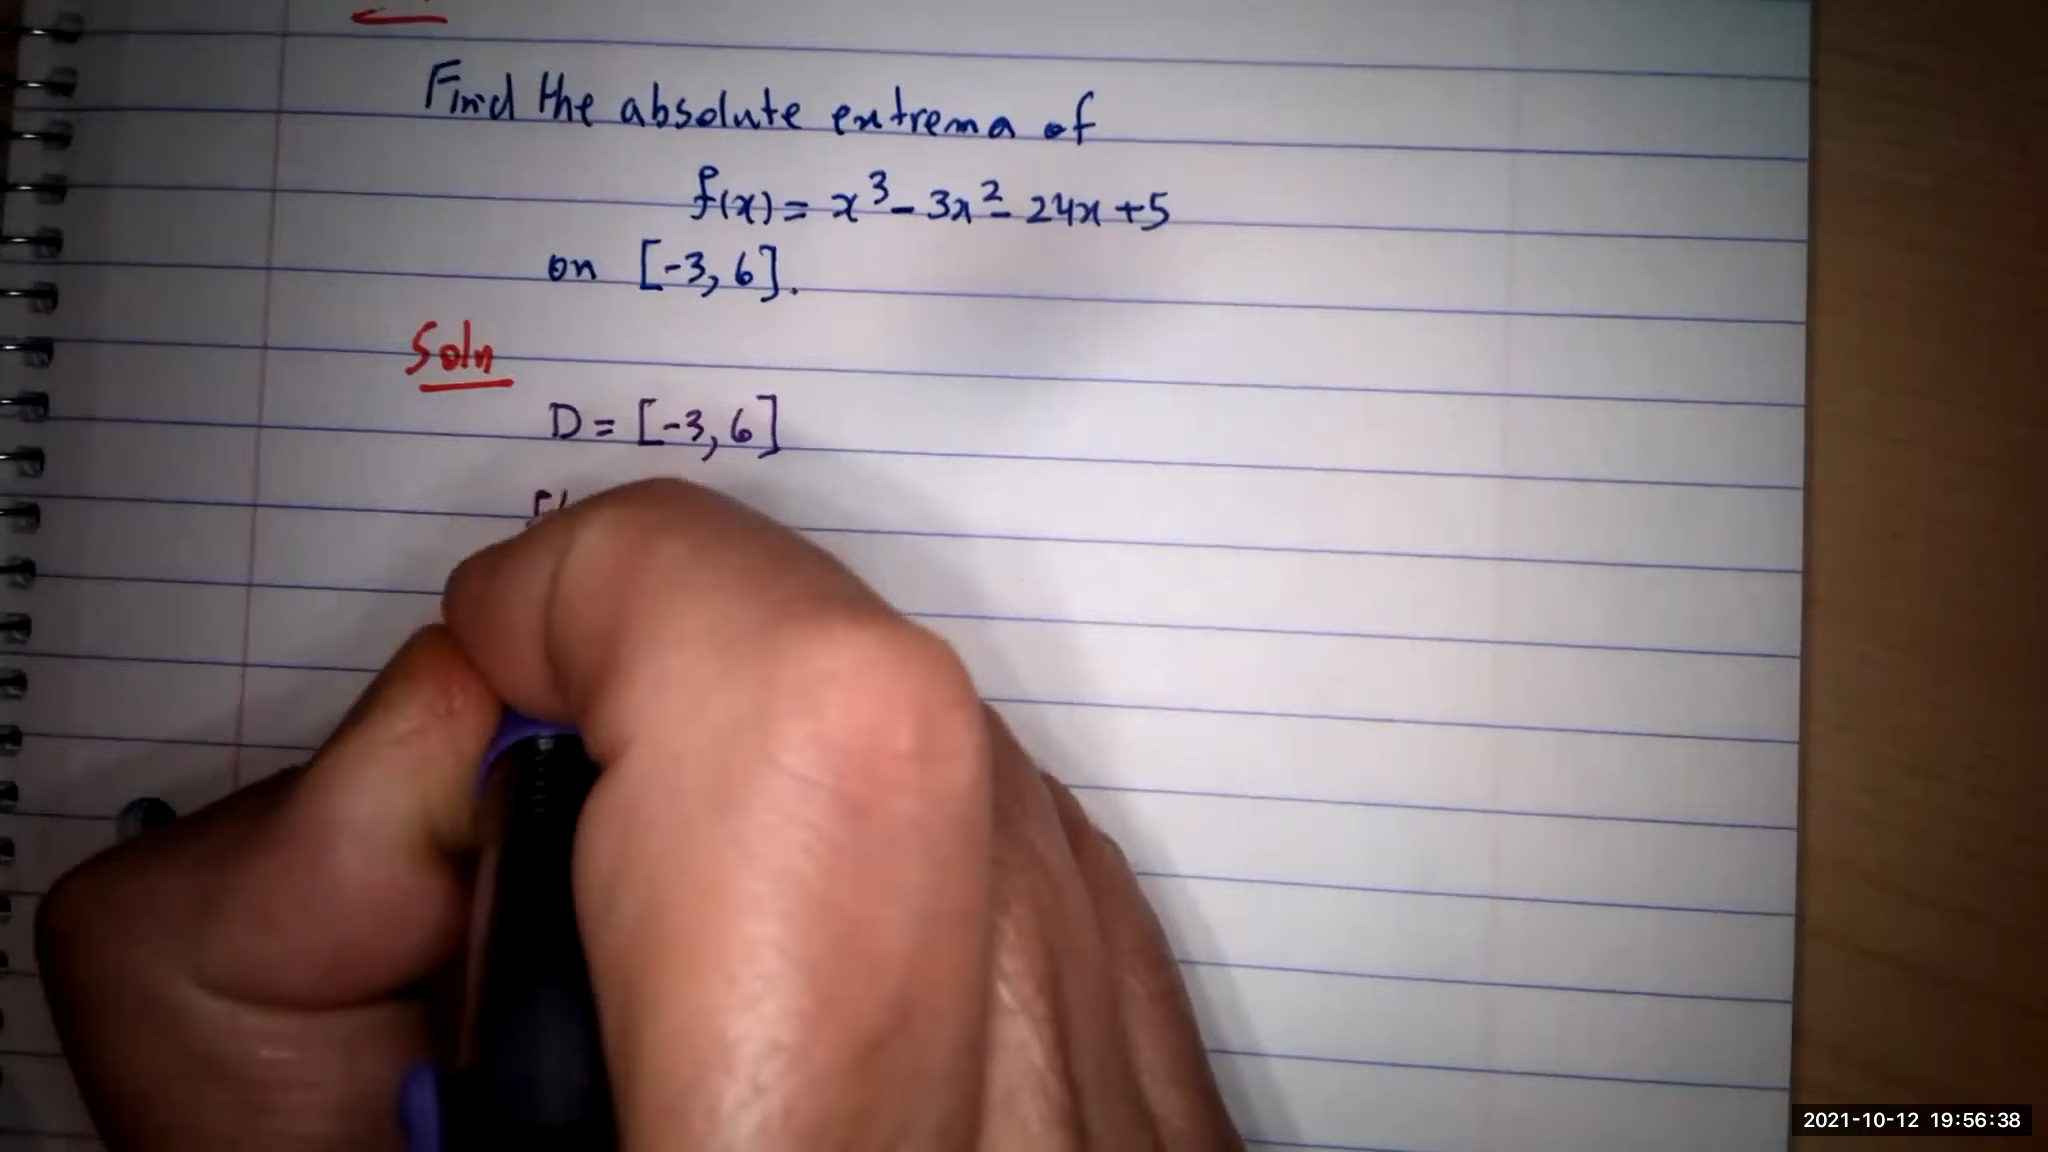 Find the absolute extrema of
f(x) = x³ - 3x² - 24x + 5
on [-3, 6].
Soln
D = [-3, 6]
2021-10-12 19:56:38